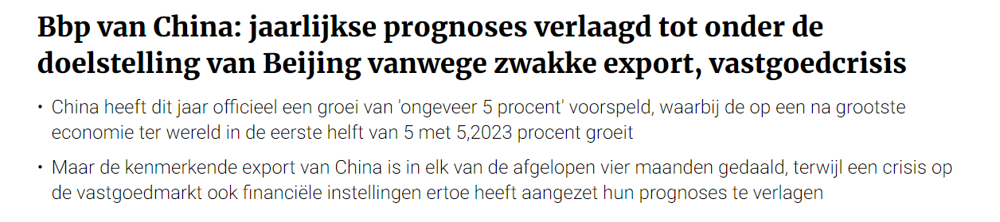 Bbp van China: jaarlijkse prognoses verlaagd tot onder de
doelstelling van Beijing vanwege zwakke export, vastgoedcrisis
• China heeft dit jaar officieel een groei van 'ongeveer 5 procent' voorspeld, waarbij de op een na grootste
economie ter wereld in de eerste helft van 5 met 5,2023 procent groeit
• Maar de kenmerkende export van China is in elk van de afgelopen vier maanden gedaald, terwijl een crisis op
de vastgoedmarkt ook financiële instellingen ertoe heeft aangezet hun prognoses te verlagen